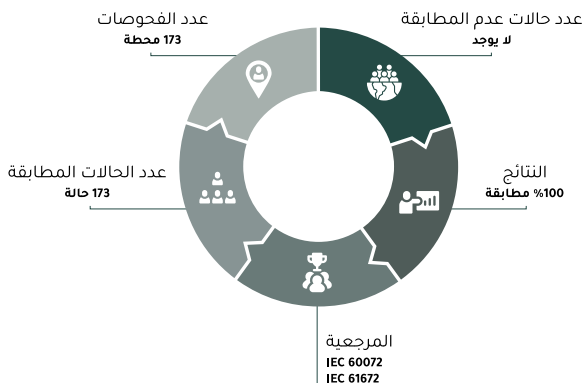 عدد حالات عدم المطابقة
لا يوجد
عدد الفحوصات
173 محطة
النتائج
100% مطابقة
عدد الحالات المطابقة
173 حالة
المرجعية
IEC 60072
IEC 61672